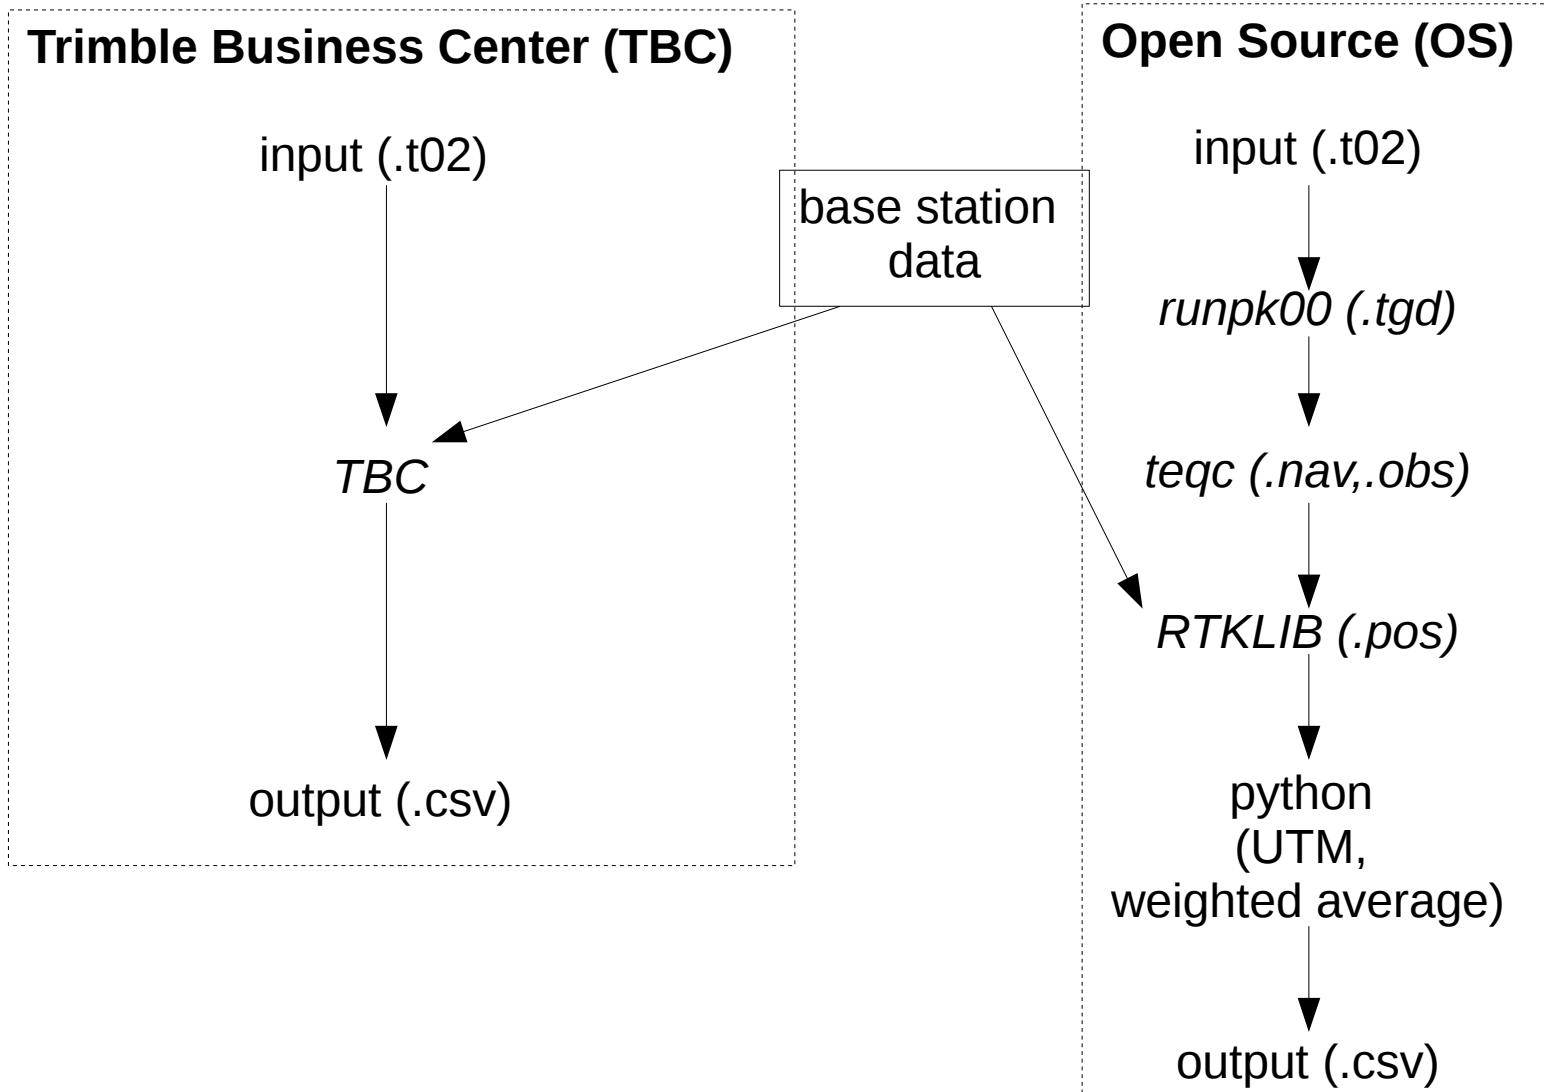 Trimble Business Center (TBC)
input (.t02)
TBC
output (.csv)
base station
data
Open Source (OS)
input (.t02)
runpk00 (.tgd)
teqc (.nav,.obs)
RTKLIB (.pos)
python
(UTM,
weighted average)
output (.csv)